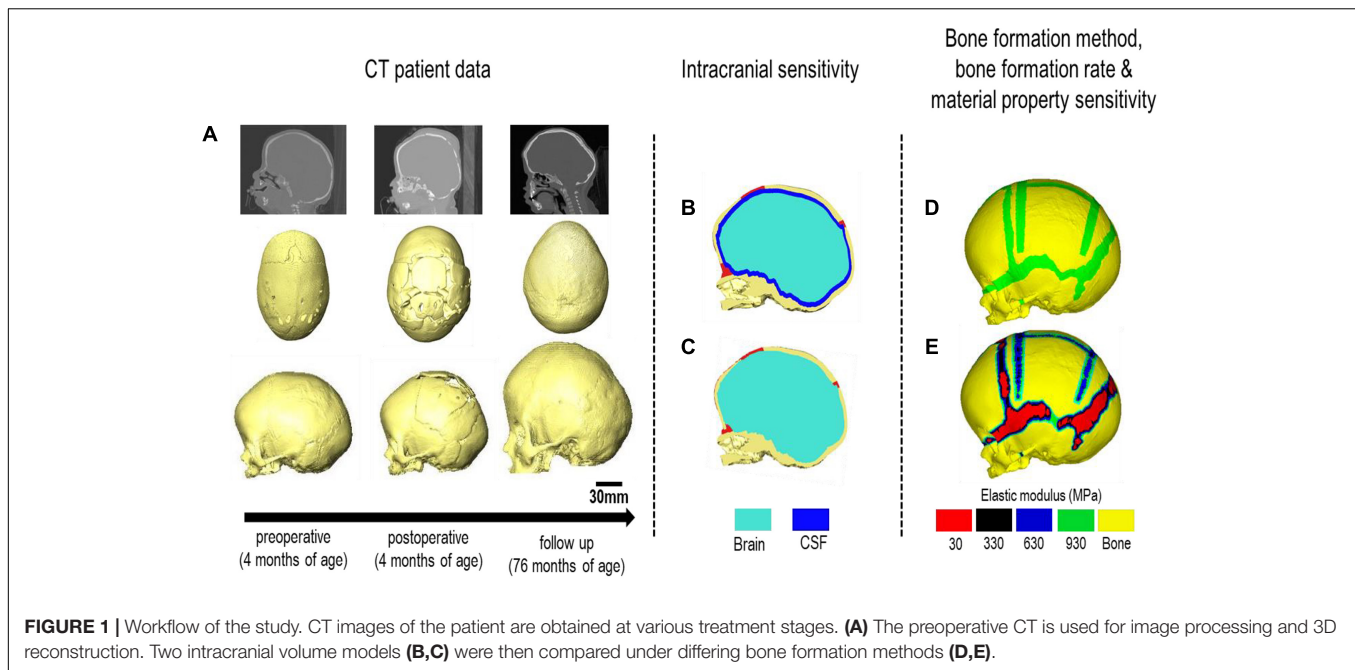 CT patient data
Intracranial sensitivity
Bone formation method,
bone formation rate &
material property sensitivity
A
B
C
D
E
30mm
preoperative
(4 months of age)
postoperative
(4 months of age)
follow up
(76 months of age)
Brain
CSF
Elastic modulus (MPa)
30 330 630 930 Bone
FIGURE 1 | Workflow of the study. CT images of the patient are obtained at various treatment stages. (A) The preoperative CT is used for image processing and 3D
reconstruction. Two intracranial volume models (B,C) were then compared under differing bone formation methods (D,E).